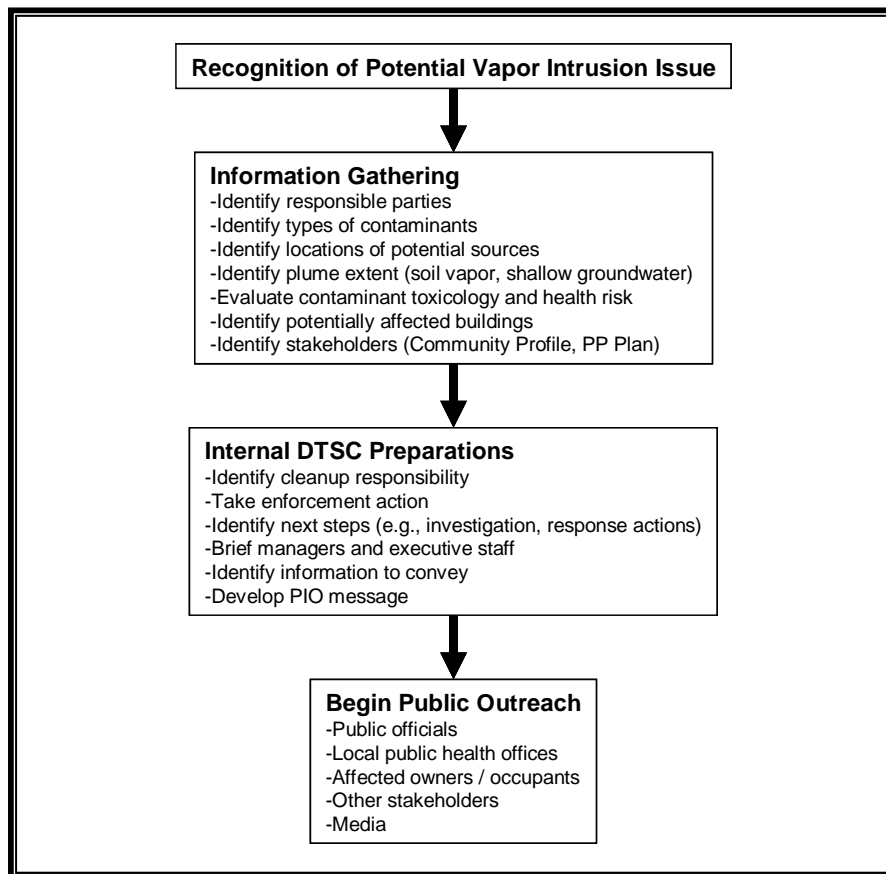 Recognition of Potential Vapor Intrusion Issue
Information Gathering
-Identify responsible parties
-Identify types of contaminants
-Identify locations of potential sources
-Identify plume extent (soil vapor, shallow groundwater)
-Evaluate contaminant toxicology and health risk
-Identify potentially affected buildings
-Identify stakeholders (Community Profile, PP Plan)
Internal DTSC Preparations
-Identify cleanup responsibility
-Take enforcement action
-Identify next steps (e.g., investigation, response actions)
-Brief managers and executive staff
-Identify information to convey
-Develop PIO message
Begin Public Outreach
-Public officials
-Local public health offices
-Affected owners / occupants
-Other stakeholders
-Media